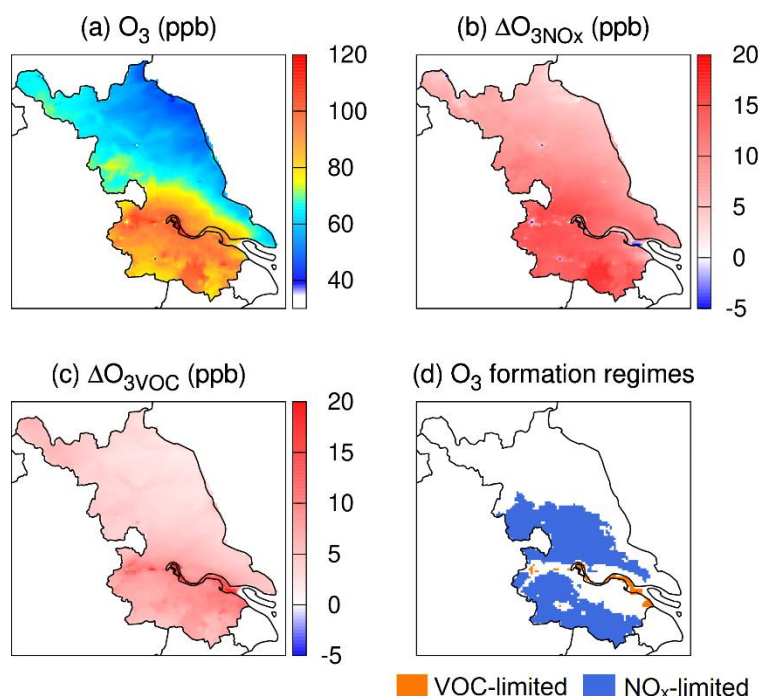 (a) O₃ (ppb)
120
100
80
60
40
(b) ΔO₃NOx (ppb)
20
15
10
5
0
-5
(c) ΔO₃VOC (ppb)
20
15
10
5
0
-5
(d) O₃ formation regimes
VOC-limited
NOₓ-limited